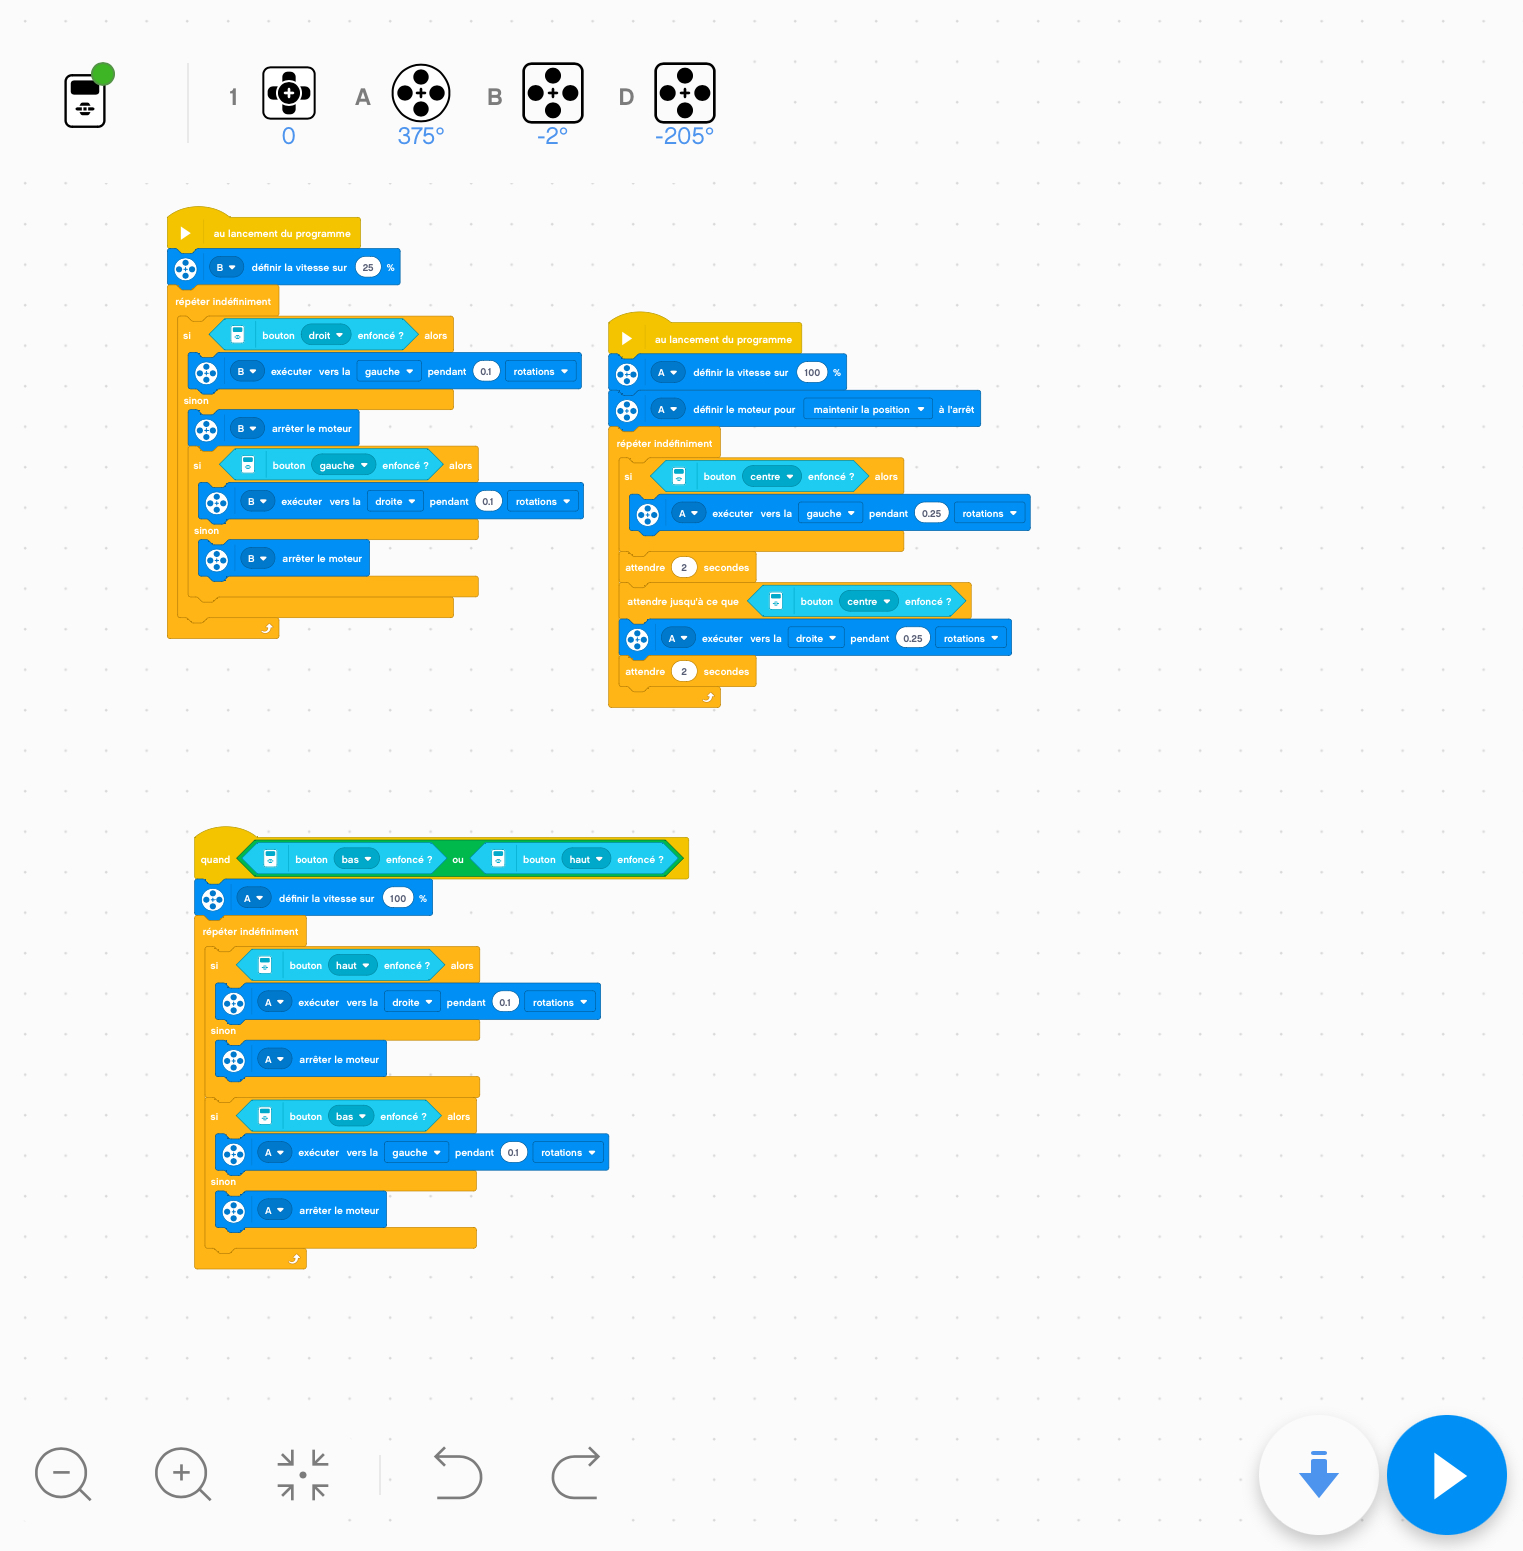 1 A B D
0 375° -2° -205°
au lancement du programme
B définir la vitesse sur 25 %
répéter indéfiniment
si bouton droit enfoncé ? alors
B exécuter vers la gauche pendant 0.1 rotations
sinon
B arrêter le moteur
si bouton gauche enfoncé ? alors
B exécuter vers la droite pendant 0.1 rotations
sinon
B arrêter le moteur
au lancement du programme
A définir la vitesse sur 100 %
A définir le moteur pour maintenir la position à l'arrêt
répéter indéfiniment
si bouton centre enfoncé ? alors
A exécuter vers la gauche pendant 0.25 rotations
attendre 2 secondes
attendre jusqu'à ce que bouton centre enfoncé ?
A exécuter vers la droite pendant 0.25 rotations
attendre 2 secondes
quand bouton bas enfoncé ? ou bouton haut enfoncé ?
A définir la vitesse sur 100 %
répéter indéfiniment
si bouton haut enfoncé ? alors
A exécuter vers la droite pendant 0.1 rotations
sinon
A arrêter le moteur
si bouton bas enfoncé ? alors
A exécuter vers la gauche pendant 0.1 rotations
sinon
A arrêter le moteur